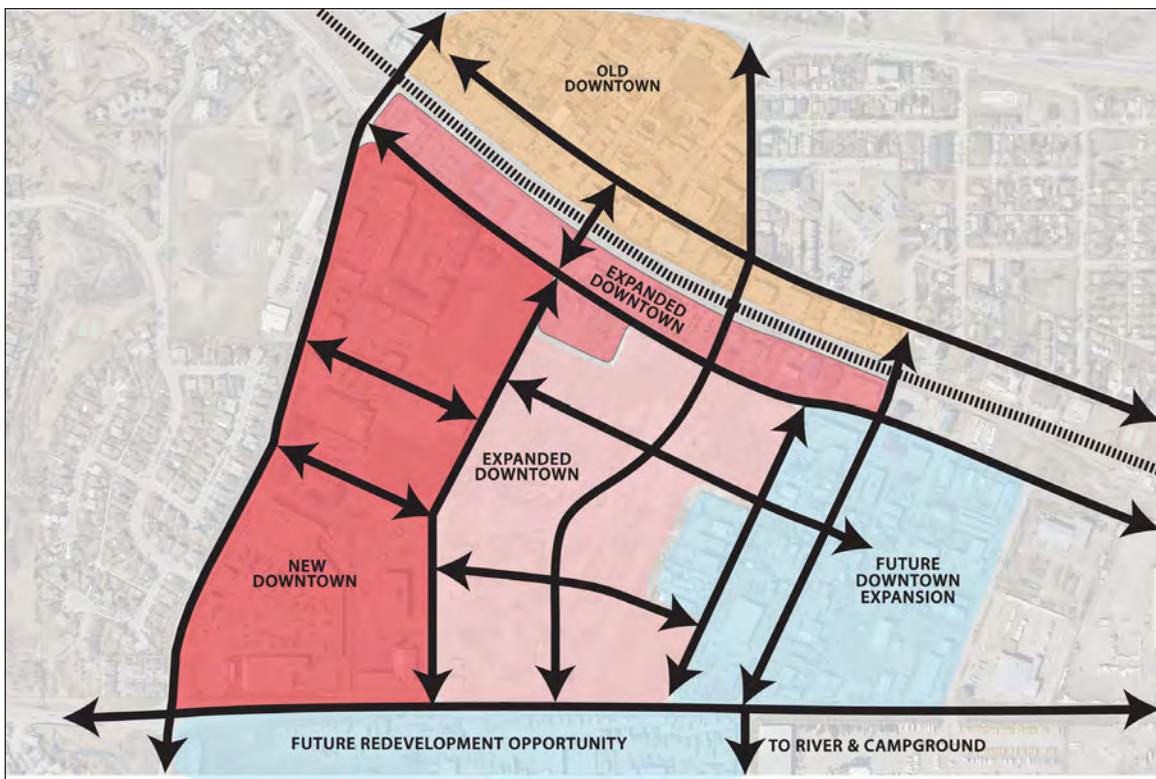 OLD
DOWNTOWN
EXPANDED
DOWNTOWN
EXPANDED
DOWNTOWN
NEW
DOWNTOWN
FUTURE
DOWNTOWN
EXPANSION
FUTURE REDEVELOPMENT OPPORTUNITY
TO RIVER & CAMPGROUND